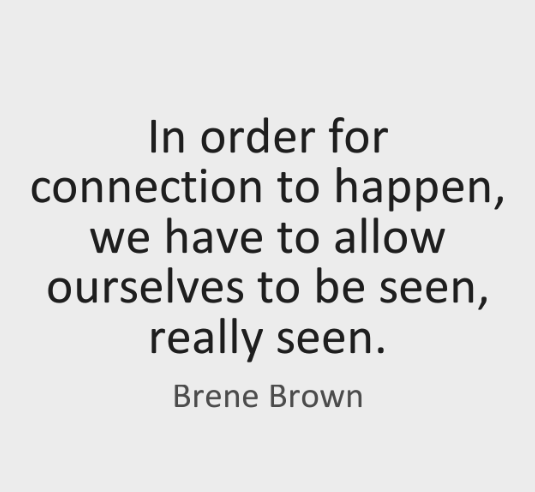 In order for
connection to happen,
we have to allow
ourselves to be seen,
really seen.
Brene Brown